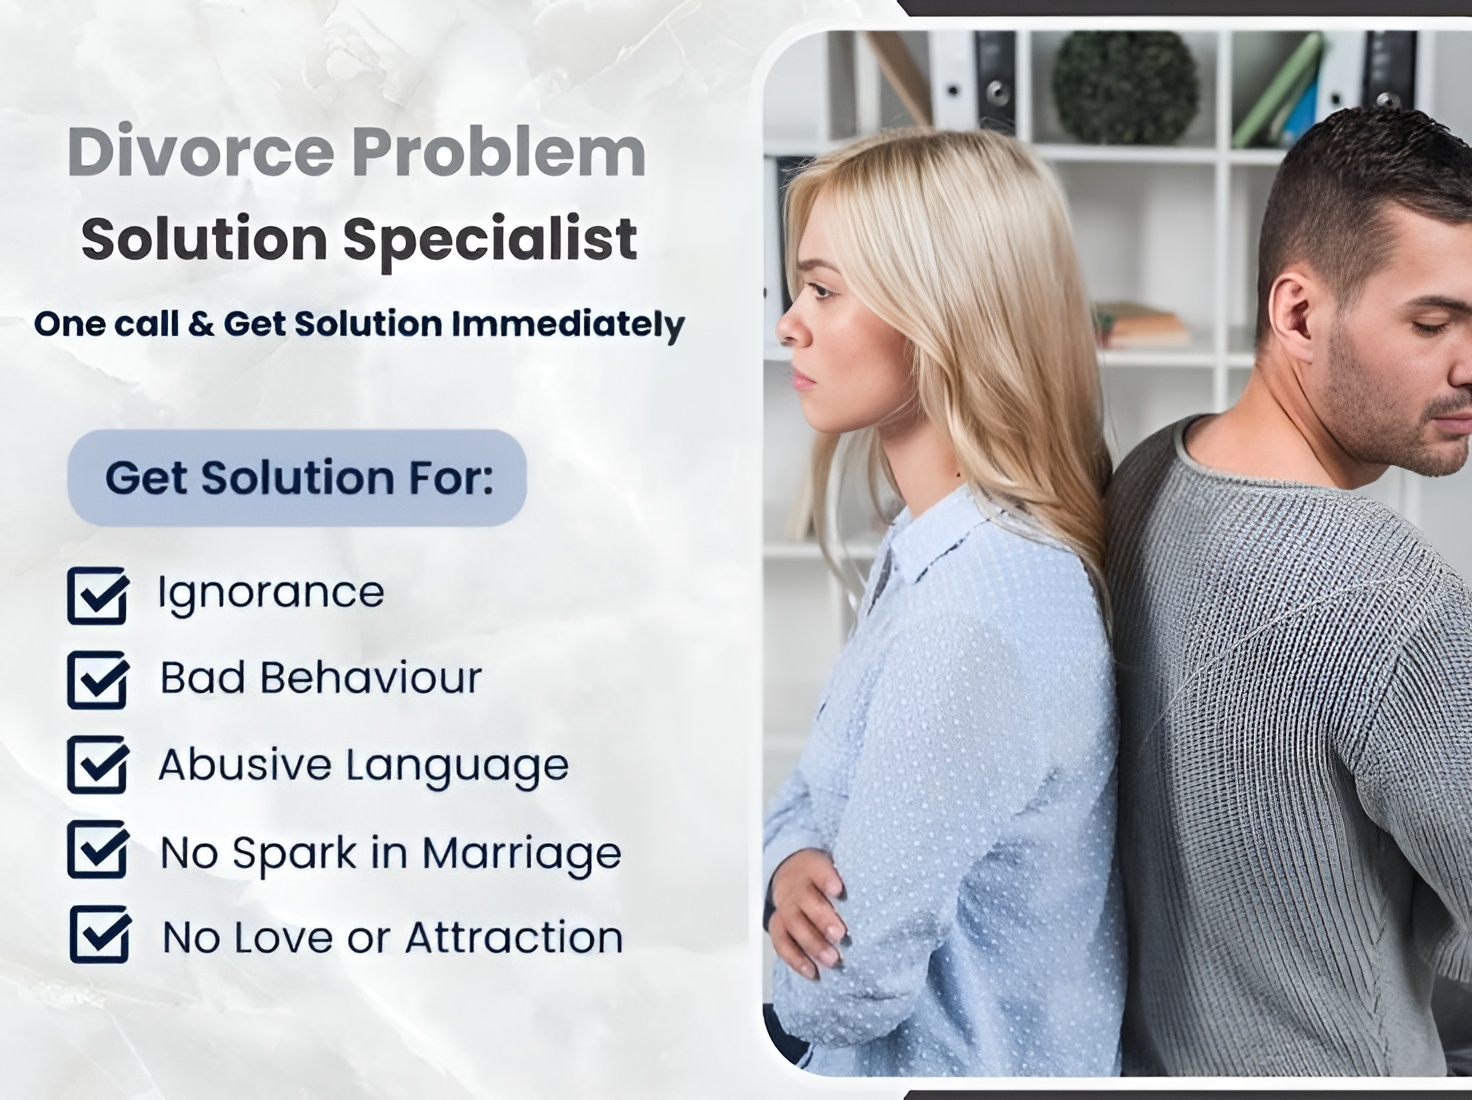 Divorce Problem
Solution Specialist
One call & Get Solution Immediately
Get Solution For:
Ignorance
Bad Behaviour
Abusive Language
No Spark in Marriage
No Love or Attraction